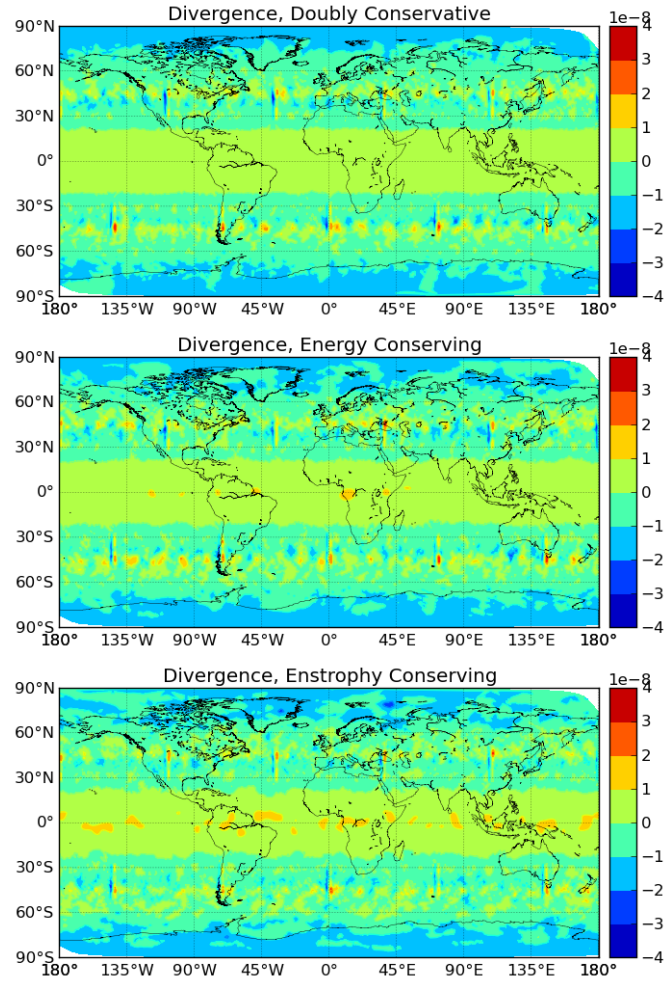 Divergence, Doubly Conservative
1e−8
90°N
60°N
30°N
0°
30°S
60°S
90°S
180° 135°W 90°W 45°W 0° 45°E 90°E 135°E 180°
4
3
2
1
0
−1
−2
−3
−4
Divergence, Energy Conserving
1e−8
90°N
60°N
30°N
0°
30°S
60°S
90°S
180° 135°W 90°W 45°W 0° 45°E 90°E 135°E 180°
4
3
2
1
0
−1
−2
−3
−4
Divergence, Enstrophy Conserving
1e−8
90°N
60°N
30°N
0°
30°S
60°S
90°S
180° 135°W 90°W 45°W 0° 45°E 90°E 135°E 180°
4
3
2
1
0
−1
−2
−3
−4